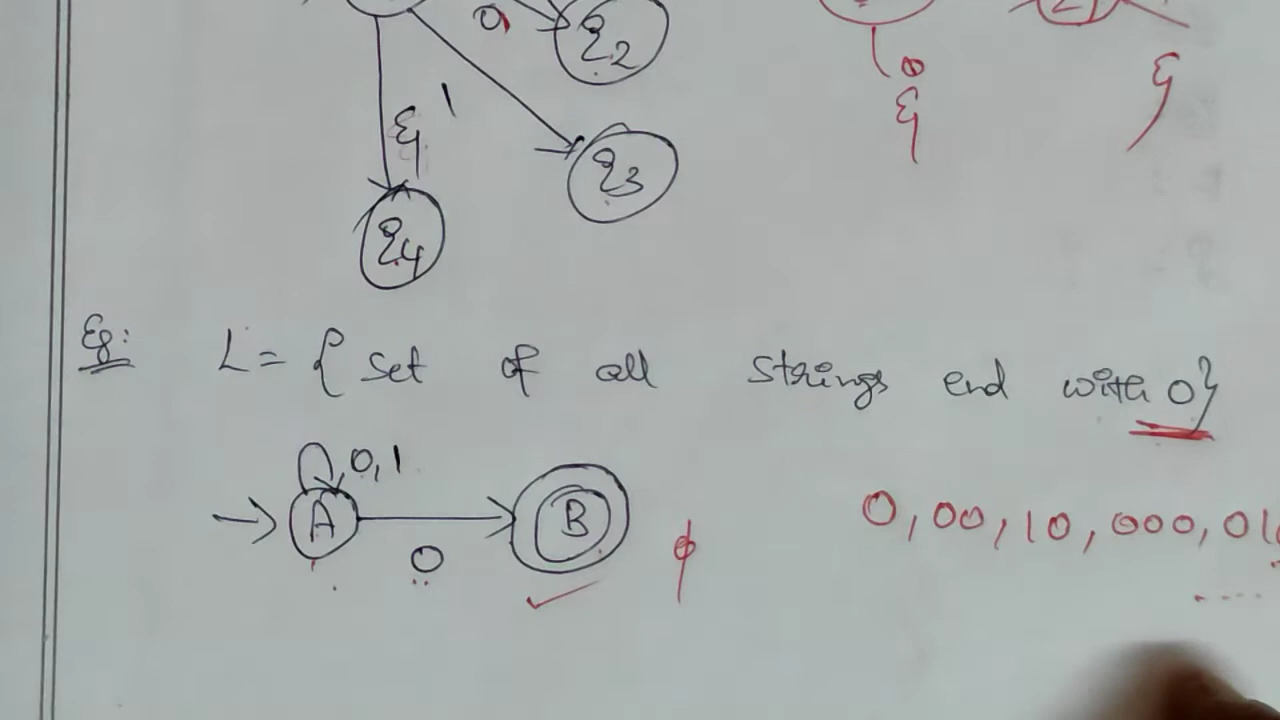 0 q2
0
ξ 1 ξ ξ
q3
q4
Eg: L = { set of all strings end with 0}
0,1
A B 0, 00, 10, 000, 01
0 ϕ
....